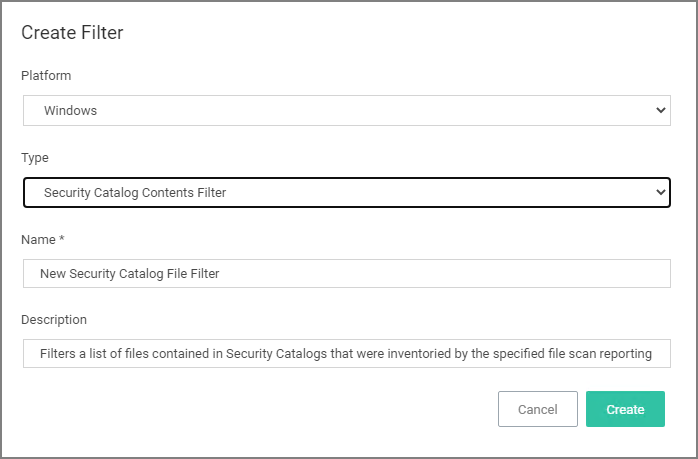 Create Filter
Platform
Windows
Type
Security Catalog Contents Filter
Name *
New Security Catalog File Filter
Description
Filters a list of files contained in Security Catalogs that were inventoried by the specified file scan reporting
Cancel
Create